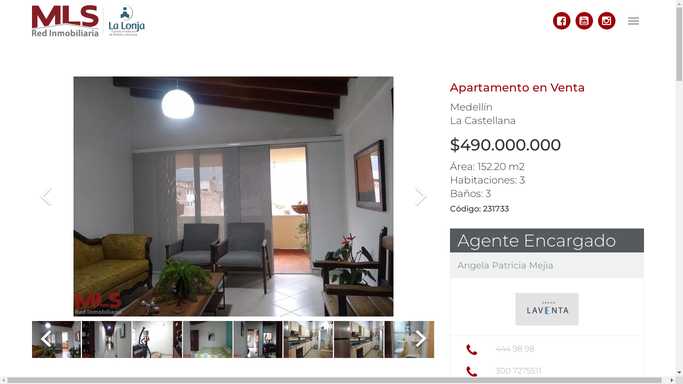 MLS
Red Inmobiliaria
La Lonja
Apartamento en Venta
Medellín
La Castellana
$490.000.000
Área: 152.20 m2
Habitaciones: 3
Baños: 3
Código: 231733
Agente Encargado
Angela Patricia Mejia
LAVENTA
444 98 98
300 7275511
MLS
Red Inmobiliaria